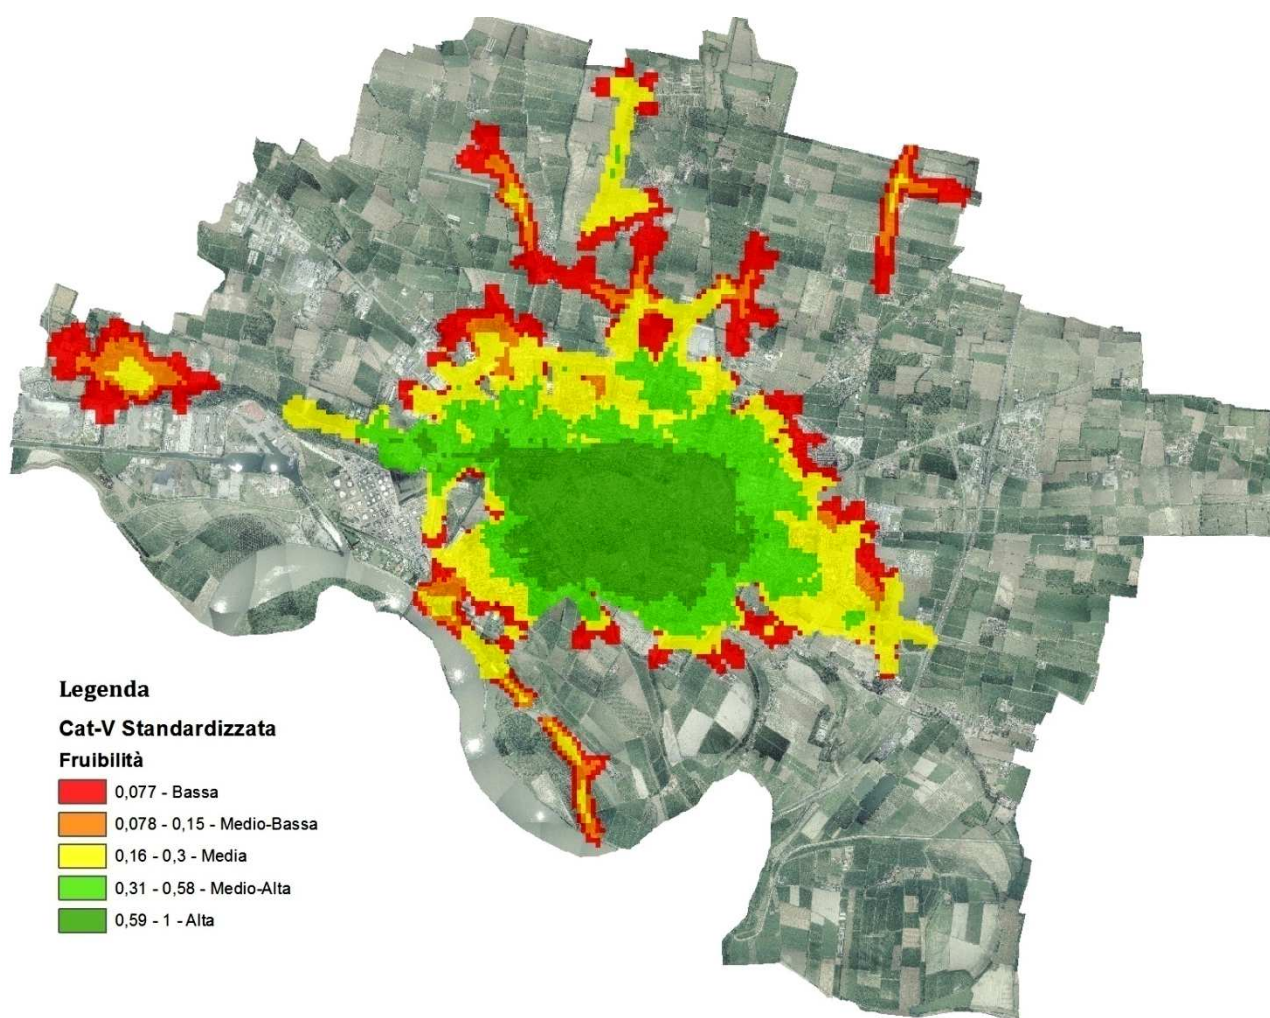 Legenda
Cat-V Standardizzata
Fruibilità
0,077 - Bassa
0,078 - 0,15 - Medio-Bassa
0,16 - 0,3 - Media
0,31 - 0,58 - Medio-Alta
0,59 - 1 - Alta